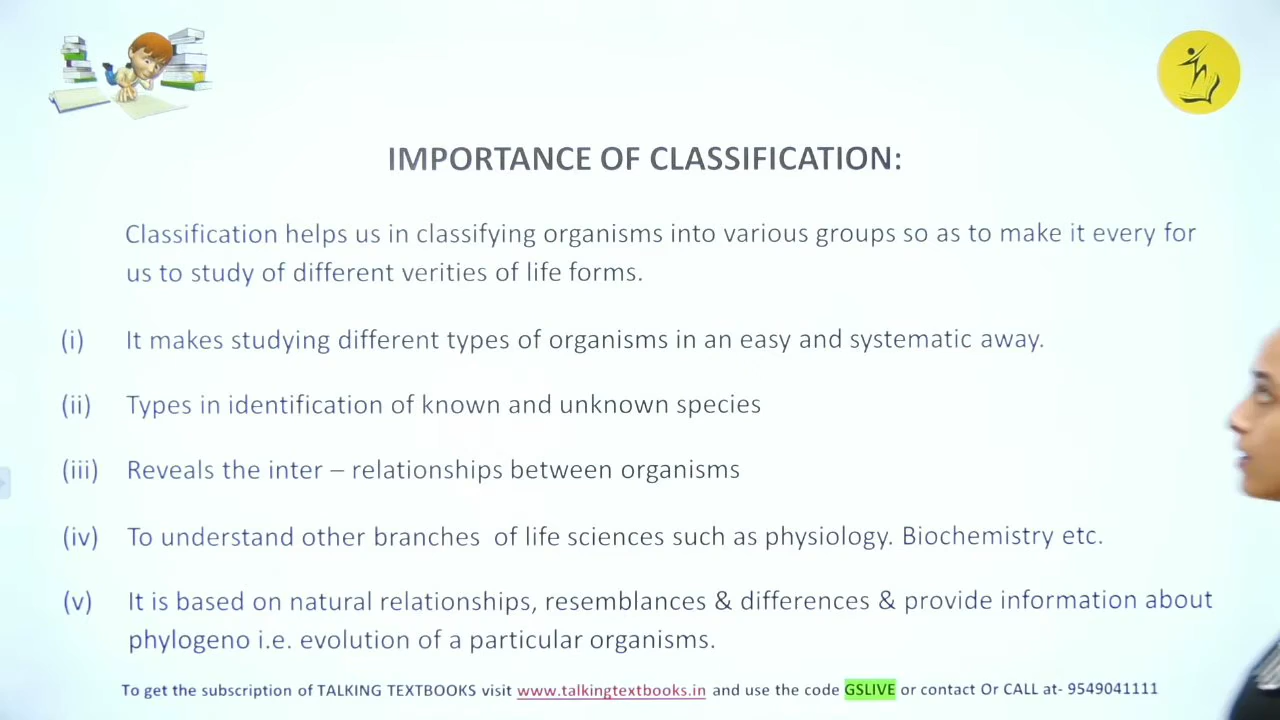 IMPORTANCE OF CLASSIFICATION:
Classification helps us in classifying organisms into various groups so as to make it every for
us to study of different verities of life forms.
(i) It makes studying different types of organisms in an easy and systematic away.
(ii) Types in identification of known and unknown species
(iii) Reveals the inter – relationships between organisms
(iv) To understand other branches of life sciences such as physiology. Biochemistry etc.
(v) It is based on natural relationships, resemblances & differences & provide information about
phylogeno i.e. evolution of a particular organisms.
To get the subscription of TALKING TEXTBOOKS visit www.talkingtextbooks.in and use the code GSLIVE or contact Or CALL at- 9549041111